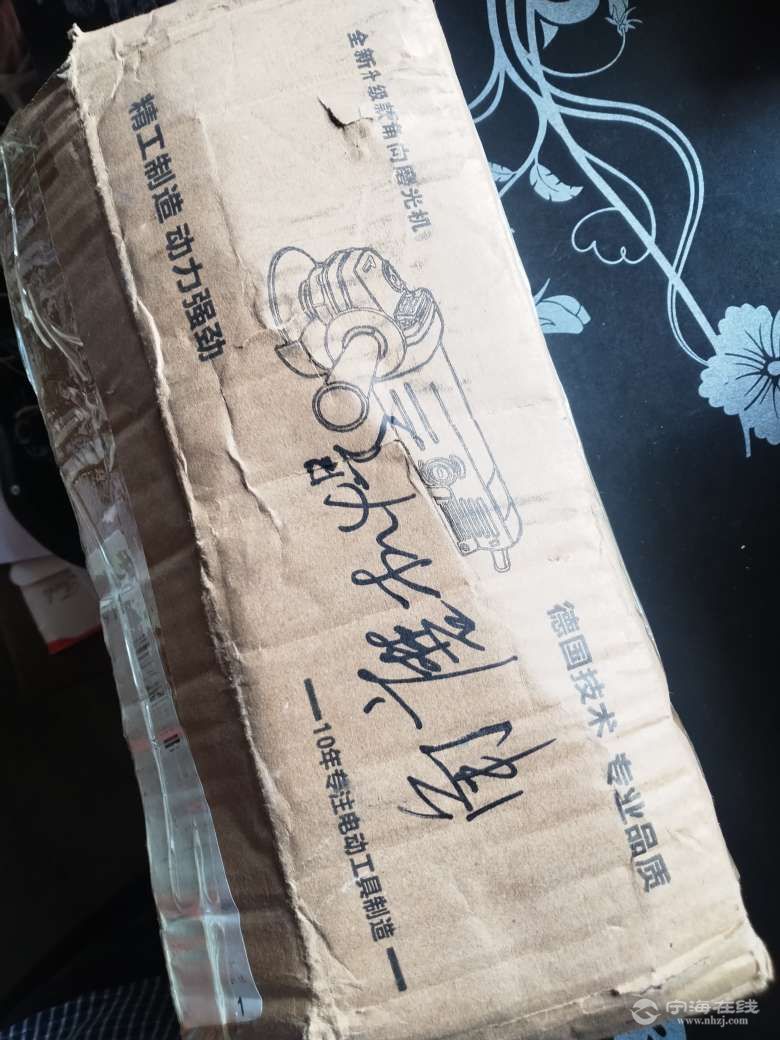 全新升级款角向磨光机
精工制造 动力强劲
德国技术 专业品质
10年专注电动工具制造
1
宁海在线
www.nhzj.com